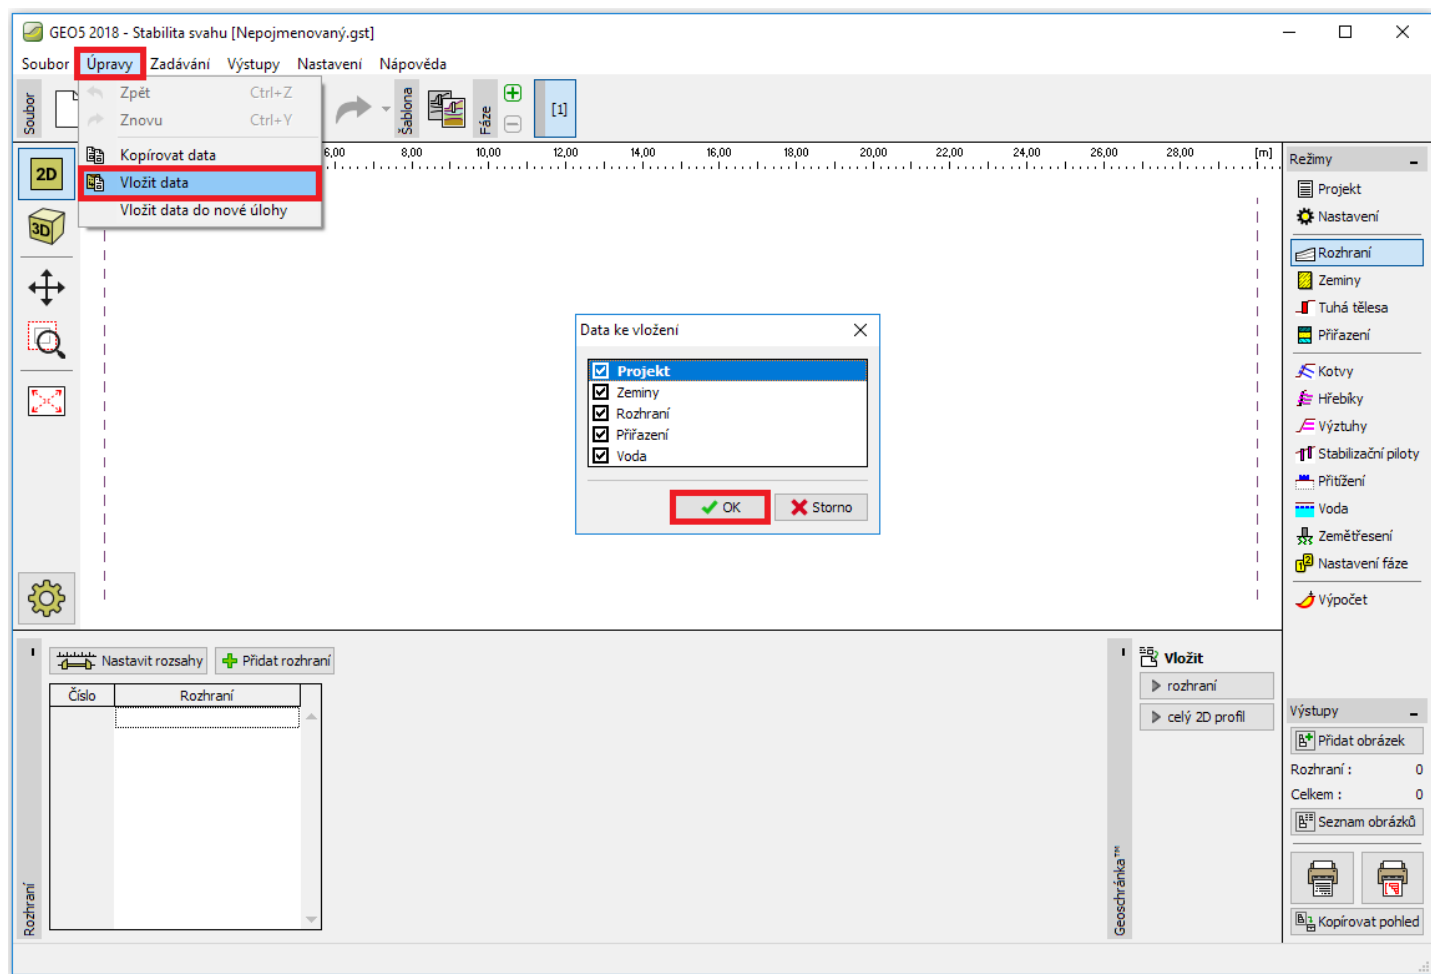 GEO5 2018 - Stabilita svahu [Nepojmenovaný.gst]
Soubor Úpravy Zadávání Výstupy Nastavení Nápověda
Soubor
Zpět Ctrl+Z
Znovu Ctrl+Y
Kopírovat data
Vložit data
Vložit data do nové úlohy
Šablona
Fáze
[1]
6,00 8,00 10,00 12,00 14,00 16,00 18,00 20,00 22,00 24,00 26,00 28,00 [m]
2D
3D
Data ke vložení
Projekt
Zeminy
Rozhraní
Přiřazení
Voda
OK Storno
Režimy
Projekt
Nastavení
Rozhraní
Zeminy
Tuhá tělesa
Přiřazení
Kotvy
Hřebíky
Výztuhy
Stabilizační piloty
Přitížení
Voda
Zemětřesení
Nastavení fáze
Výpočet
Nastavit rozsahy Přidat rozhraní
Číslo Rozhraní
Rozhraní
Geoschránka™
Vložit
rozhraní
celý 2D profil
Výstupy
Přidat obrázek
Rozhraní : 0
Celkem : 0
Seznam obrázků
Kopírovat pohled